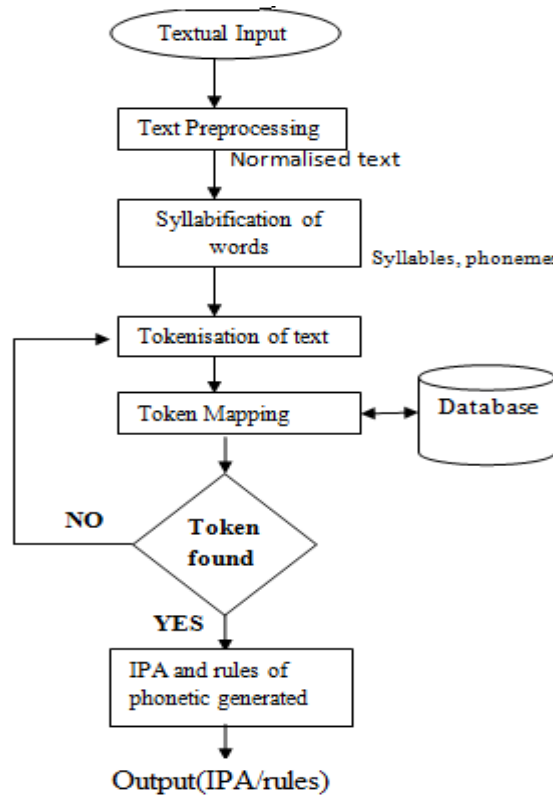 Textual Input
Text Preprocessing
Normalised text
Syllabification of
words
Syllables, phoneme
Tokenisation of text
Token Mapping
Database
NO
Token
found
YES
IPA and rules of
phonetic generated
Output(IPA/rules)